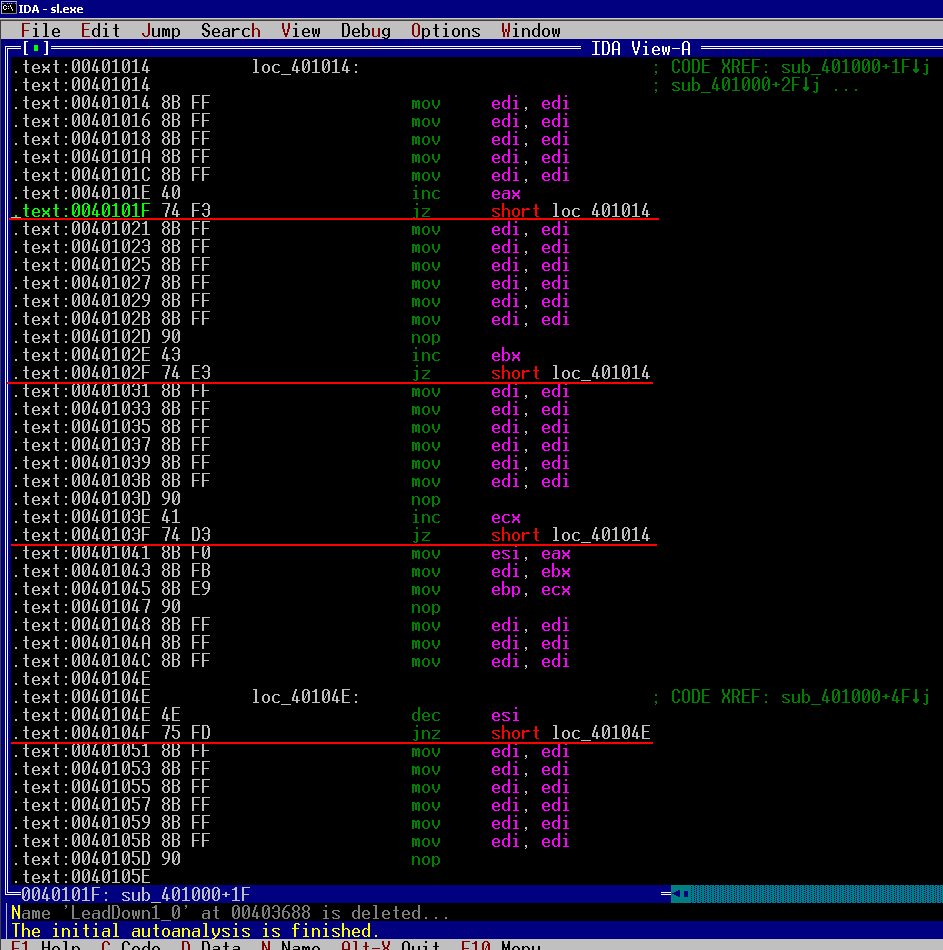 IDA - sl.exe
File Edit Jump Search View Debug Options Window
[▪] IDA View-A
.text:00401014 loc_401014: ; CODE XREF: sub_401000+1F↓j
.text:00401014 ; sub_401000+2F↓j ...
.text:00401014 8B FF mov edi, edi
.text:00401016 8B FF mov edi, edi
.text:00401018 8B FF mov edi, edi
.text:0040101A 8B FF mov edi, edi
.text:0040101C 8B FF mov edi, edi
.text:0040101E 40 inc eax
.text:0040101F 74 F3 jz short loc_401014
.text:00401021 8B FF mov edi, edi
.text:00401023 8B FF mov edi, edi
.text:00401025 8B FF mov edi, edi
.text:00401027 8B FF mov edi, edi
.text:00401029 8B FF mov edi, edi
.text:0040102B 8B FF mov edi, edi
.text:0040102D 90 nop
.text:0040102E 43 inc ebx
.text:0040102F 74 E3 jz short loc_401014
.text:00401031 8B FF mov edi, edi
.text:00401033 8B FF mov edi, edi
.text:00401035 8B FF mov edi, edi
.text:00401037 8B FF mov edi, edi
.text:00401039 8B FF mov edi, edi
.text:0040103B 8B FF mov edi, edi
.text:0040103D 90 nop
.text:0040103E 41 inc ecx
.text:0040103F 74 D3 jz short loc_401014
.text:00401041 8B F0 mov esi, eax
.text:00401043 8B FB mov edi, ebx
.text:00401045 8B E9 mov ebp, ecx
.text:00401047 90 nop
.text:00401048 8B FF mov edi, edi
.text:0040104A 8B FF mov edi, edi
.text:0040104C 8B FF mov edi, edi
.text:0040104E
.text:0040104E loc_40104E: ; CODE XREF: sub_401000+4F↓j
.text:0040104E 4E dec esi
.text:0040104F 75 FD jnz short loc_40104E
.text:00401051 8B FF mov edi, edi
.text:00401053 8B FF mov edi, edi
.text:00401055 8B FF mov edi, edi
.text:00401057 8B FF mov edi, edi
.text:00401059 8B FF mov edi, edi
.text:0040105B 8B FF mov edi, edi
.text:0040105D 90 nop
.text:0040105E
0040101F: sub_401000+1F
Name 'LeadDown1_0' at 00403688 is deleted...
The initial autoanalysis is finished.
F1 Help C Code D Data N Name Alt-X Quit F10 Menu